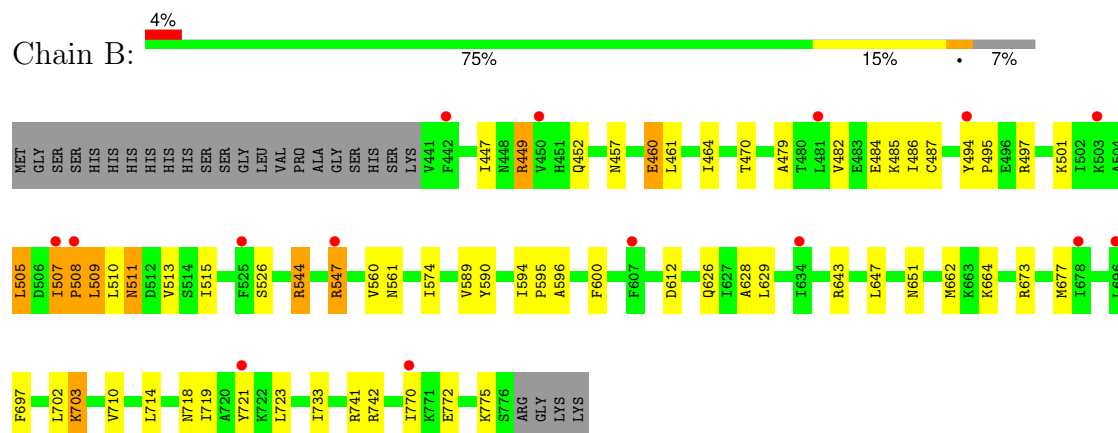 Chain B:
4%
75% 15% • 7%
MET GLY SER SER HIS HIS HIS HIS HIS HIS SER SER GLY LEU VAL PRO ALA GLY SER HIS SER LYS V441 F442 I447 N448 R449 V450 H451 Q452 N457 E460 L461 I464 T470 A479 T480 L481 V482 E483 E484 K485 I486 C487 Y494 P495 E496 R497 K501 I502 K503 A504
L505 D506 I507 P508 L509 L510 N511 D512 V513 S514 I515 F525 S526 R544 R547 V560 N561 I574 V589 Y590 I594 P595 A596 F600 F607 D612 Q626 I627 A628 L629 I634 R643 L647 N651 M662 K663 K664 R673 M677 I678 I696
F697 L702 K703 V710 L714 N718 I719 A720 Y721 K722 L723 I733 R741 R742 I770 K771 E772 K775 S776 ARG GLY LYS LYS